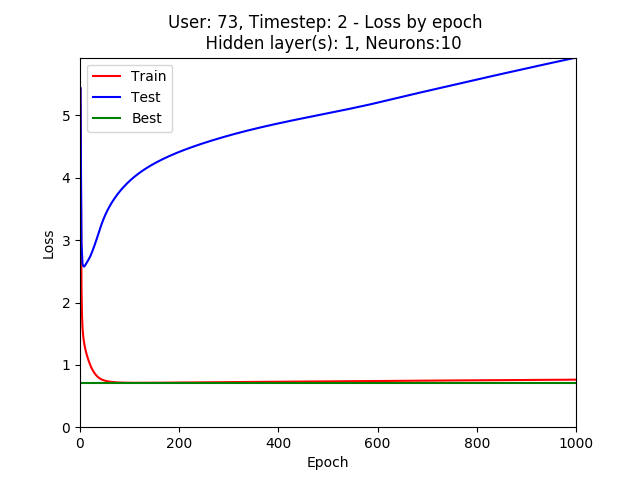 User: 73, Timestep: 2 - Loss by epoch
Hidden layer(s): 1, Neurons:10
Train
Test
Best
5
4
3
2
1
0
Loss
0 200 400 600 800 1000
Epoch